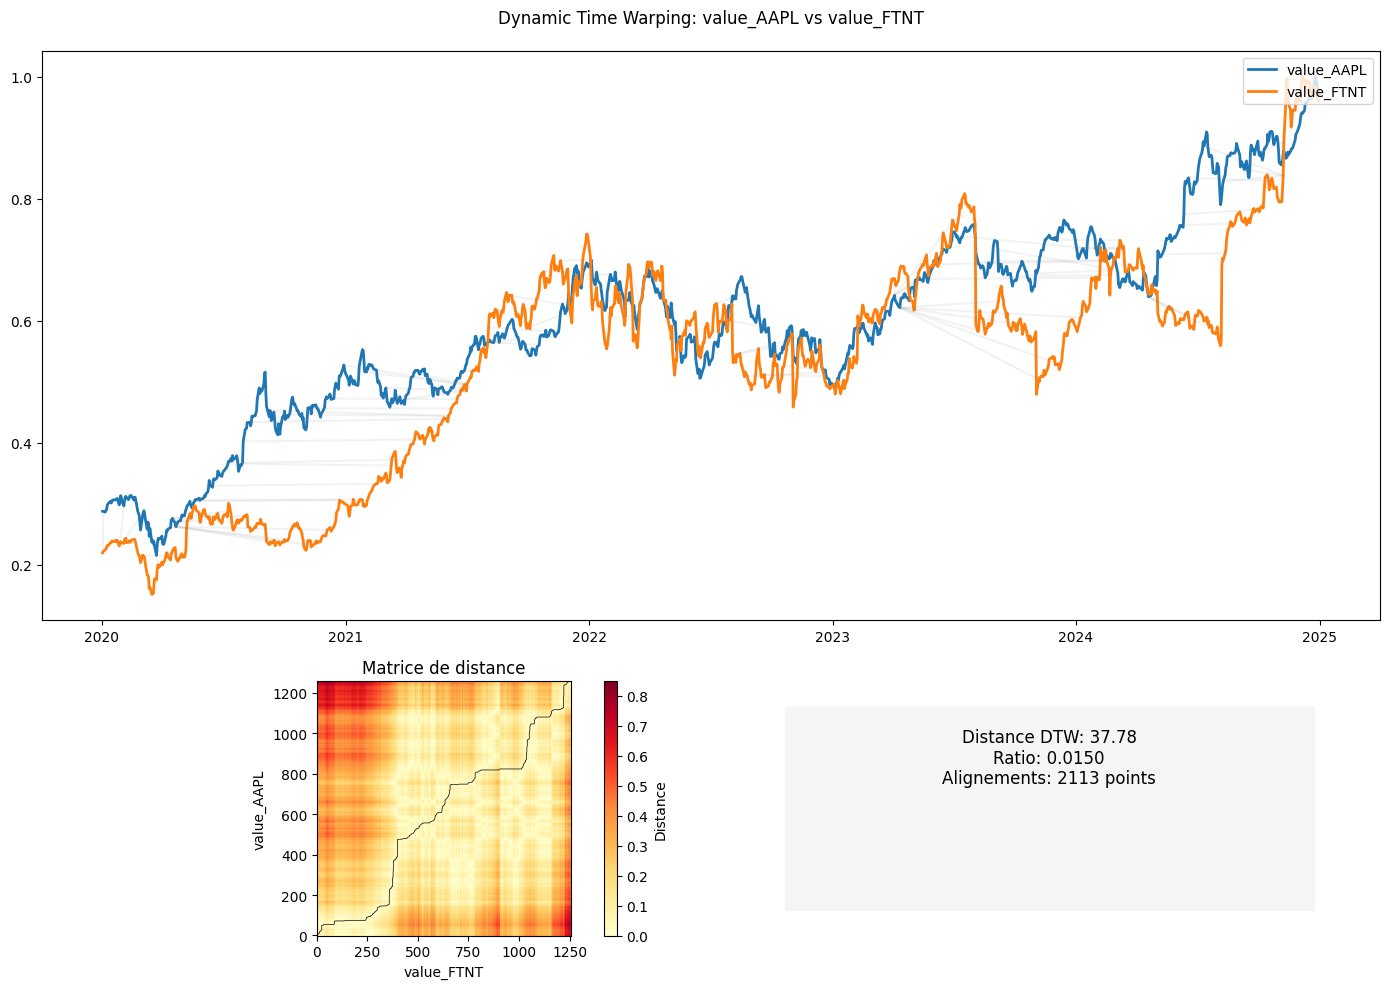 Dynamic Time Warping: value_AAPL vs value_FTNT
1.0
0.8
0.6
0.4
0.2
value_AAPL
value_FTNT
2020 2021 2022 2023 2024 2025
Matrice de distance
1200
1000
800
600
400
200
0
value_AAPL
0 250 500 750 1000 1250
value_FTNT
0.8
0.7
0.6
0.5
0.4
0.3
0.2
0.1
0.0
Distance
Distance DTW: 37.78
Ratio: 0.0150
Alignements: 2113 points